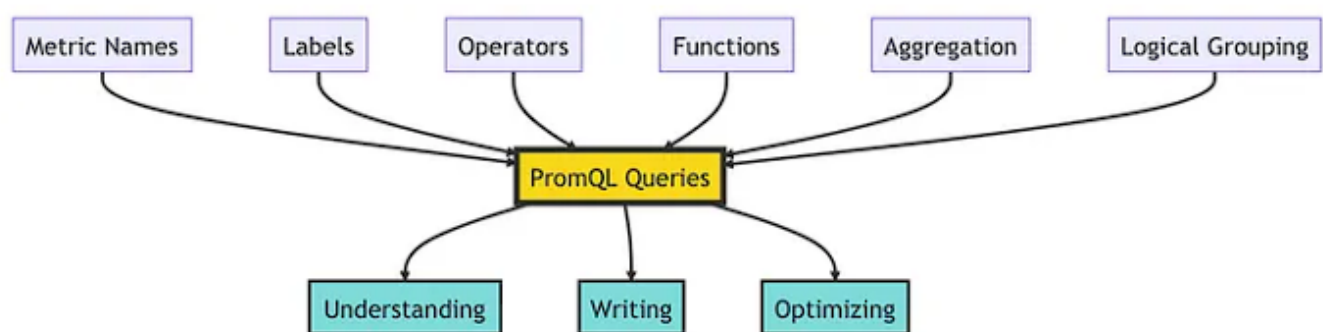 Metric Names
Labels
Operators
Functions
Aggregation
Logical Grouping
PromQL Queries
Understanding
Writing
Optimizing